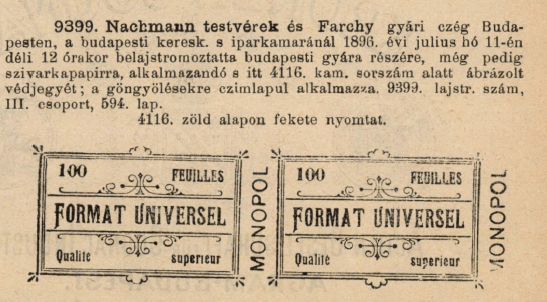 9399. Nachmann testvérek és Farchy gyári czég Buda-
pesten, a budapesti keresk. s iparkamaránál 1896. évi julius hó 11-én
déli 12 órakor belajstromoztatta budapesti gyára részére, még pedig
szivarkapapirra, alkalmazandó s itt 4116. kam. sorszám alatt ábrázolt
védjegyét; a göngyölésekre czimlapul alkalmazza. 9399. lajstr. szám,
III. csoport, 594. lap.
4116. zöld alapon fekete nyomtat.
100 FEUILLES
FORMAT UNIVERSEL
Qualité superieur
MONOPOL
100 FEUILLES
FORMAT UNIVERSEL
Qualité superieur
MONOPOL